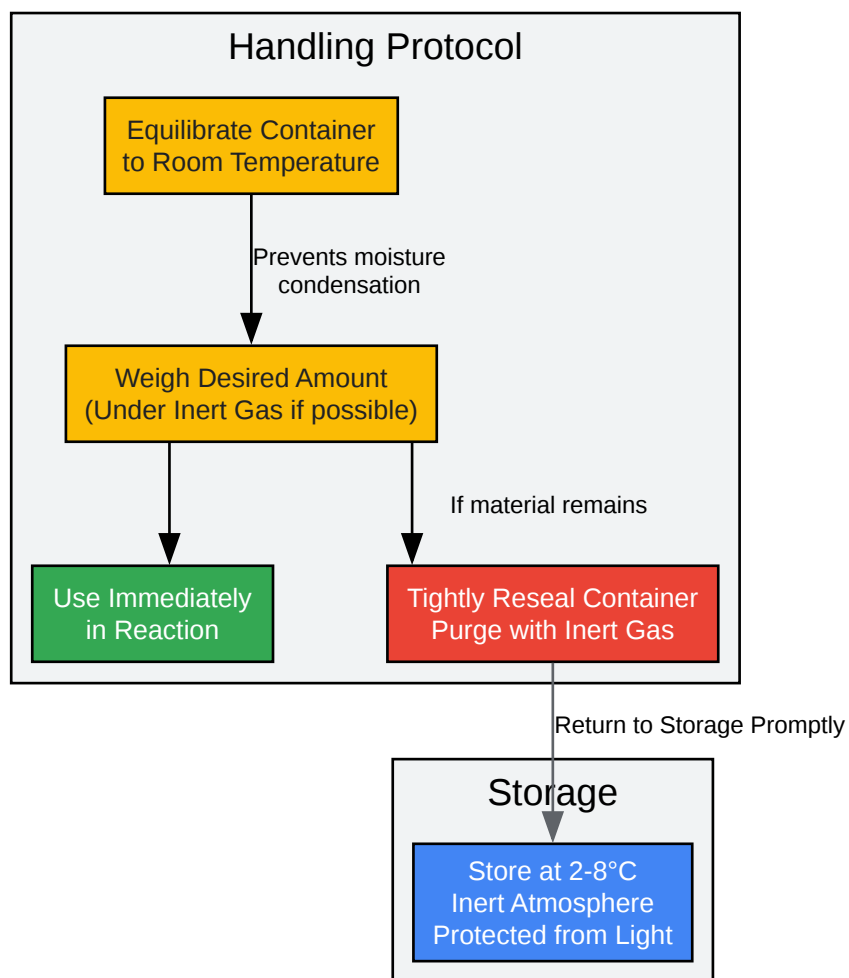 Handling Protocol
Equilibrate Container
to Room Temperature
Prevents moisture
condensation
Weigh Desired Amount
(Under Inert Gas if possible)
If material remains
Use Immediately
in Reaction
Tightly Reseal Container
Purge with Inert Gas
Return to Storage Promptly
Storage
Store at 2-8°C
Inert Atmosphere
Protected from Light